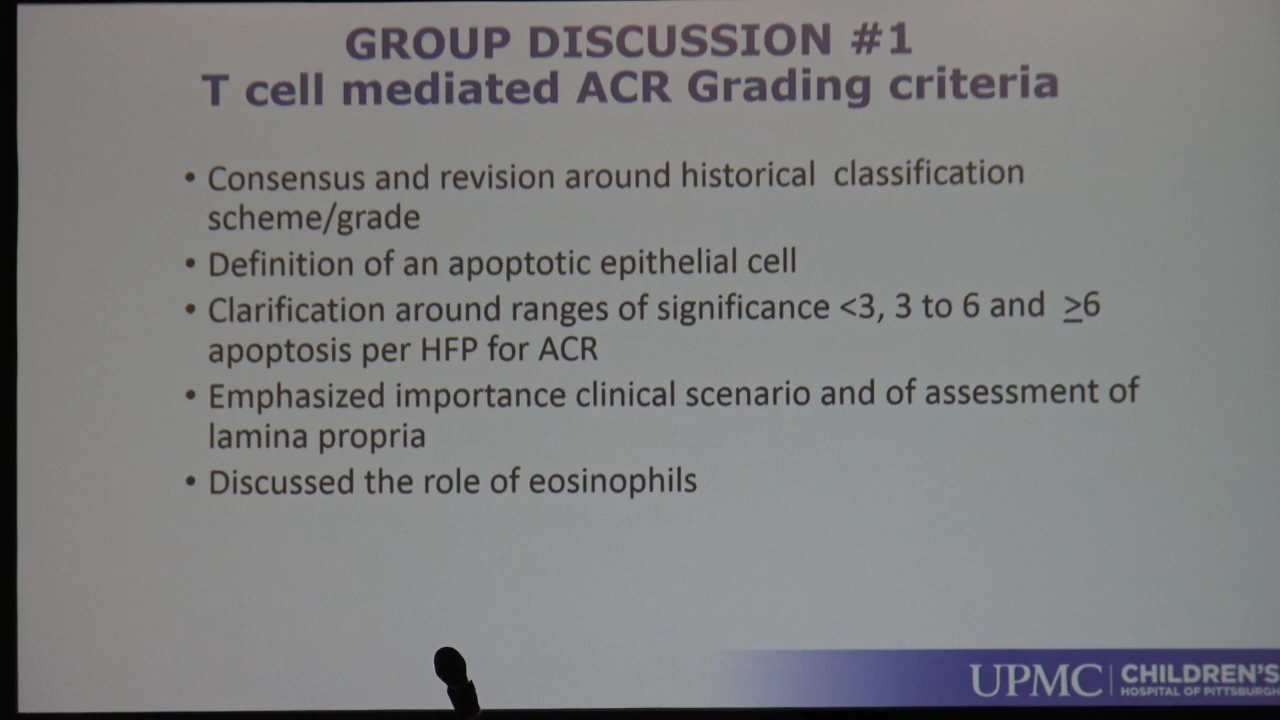 GROUP DISCUSSION #1
T cell mediated ACR Grading criteria
• Consensus and revision around historical classification
scheme/grade
• Definition of an apoptotic epithelial cell
• Clarification around ranges of significance <3, 3 to 6 and ≥6
apoptosis per HFP for ACR
• Emphasized importance clinical scenario and of assessment of
lamina propria
• Discussed the role of eosinophils
UPMC | CHILDREN'S
HOSPITAL OF PITTSBURGH